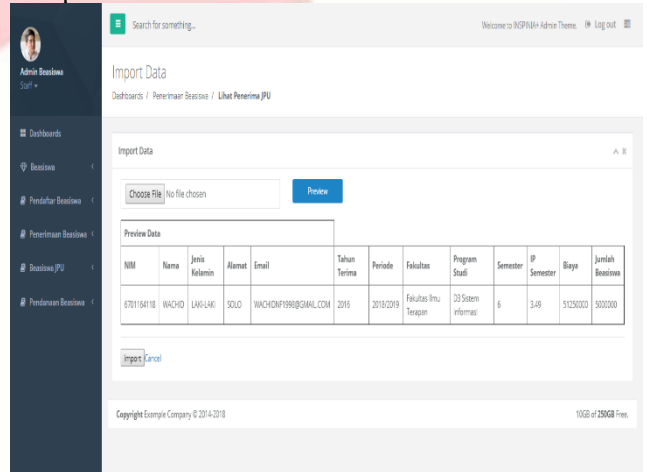 Search for something...
Welcome to INSPINIA+ Admin Theme.
Log out
Admin Beasiswa
Staff
Import Data
Dashboards / Penerimaan Beasiswa / Lihat Penerima JPU
Dashboards
Beasiswa
Pendaftar Beasiswa
Penerimaan Beasiswa
Beasiswa JPU
Pendanaan Beasiswa
Import Data
Choose File No file chosen
Preview
Preview Data
NIM Nama Jenis Kelamin Alamat Email Tahun Terima Periode Fakultas Program Studi Semester IP Semester Biaya Jumlah Beasiswa
6701164118 WACHID LAKI-LAKI SOLO WACHIDNFY998@GMAIL.COM 2016 2018/2019 Fakultas Ilmu Terapan D3 Sistem Informasi 6 3.49 51250000 5000000
Import Cancel
Copyright Example Company © 2014-2018
10GB of 250GB Free.